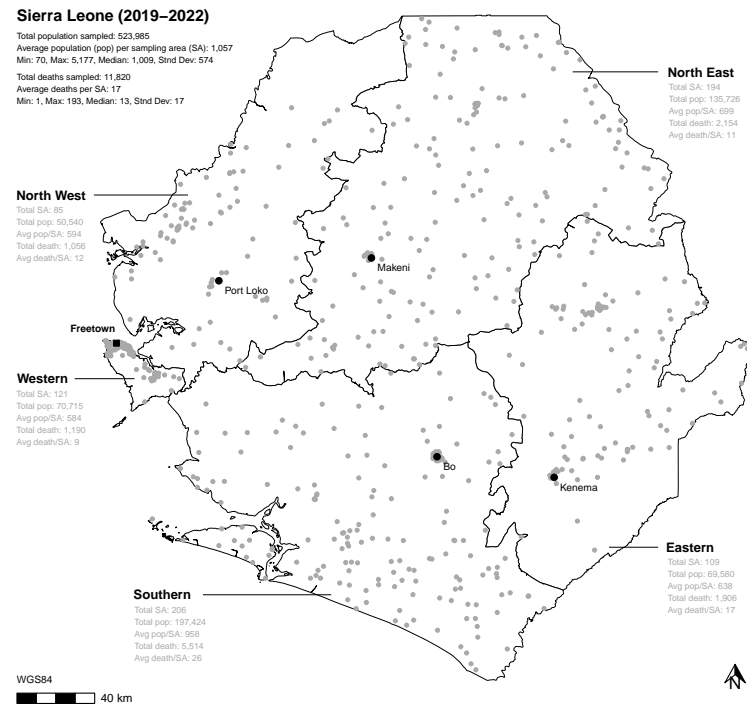 Sierra Leone (2019–2022)
Total population sampled: 523,985
Average population (pop) per sampling area (SA): 1,057
Min: 70, Max: 5,177, Median: 1,009, Stnd Dev: 574
Total deaths sampled: 11,820
Average deaths per SA: 17
Min: 1, Max: 193, Median: 13, Stnd Dev: 17
North East
Total SA: 194
Total pop: 135,726
Avg pop/SA: 699
Total death: 2,154
Avg death/SA: 11
North West
Total SA: 85
Total pop: 50,540
Avg pop/SA: 594
Total death: 1,056
Avg death/SA: 12
Makeni
Port Loko
Freetown
Western
Total SA: 121
Total pop: 70,715
Avg pop/SA: 584
Total death: 1,190
Avg death/SA: 9
Bo
Kenema
Eastern
Total SA: 109
Total pop: 69,580
Avg pop/SA: 638
Total death: 1,906
Avg death/SA: 17
Southern
Total SA: 206
Total pop: 197,424
Avg pop/SA: 958
Total death: 5,514
Avg death/SA: 26
WGS84
40 km
N